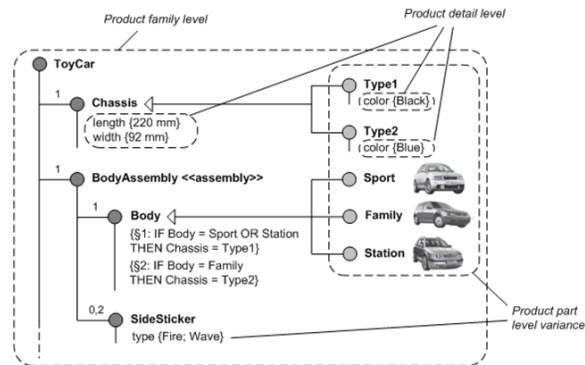 Product family level
Product detail level
ToyCar
1
Chassis
length {220 mm}
width {92 mm}
Type1
color {Black}
Type2
color {Blue}
1
BodyAssembly <<assembly>>
1
Body
{§1: IF Body = Sport OR Station
THEN Chassis = Type1}
{§2: IF Body = Family
THEN Chassis = Type2}
Sport
Family
Station
0,2
SideSticker
type {Fire; Wave}
Product part
level variance